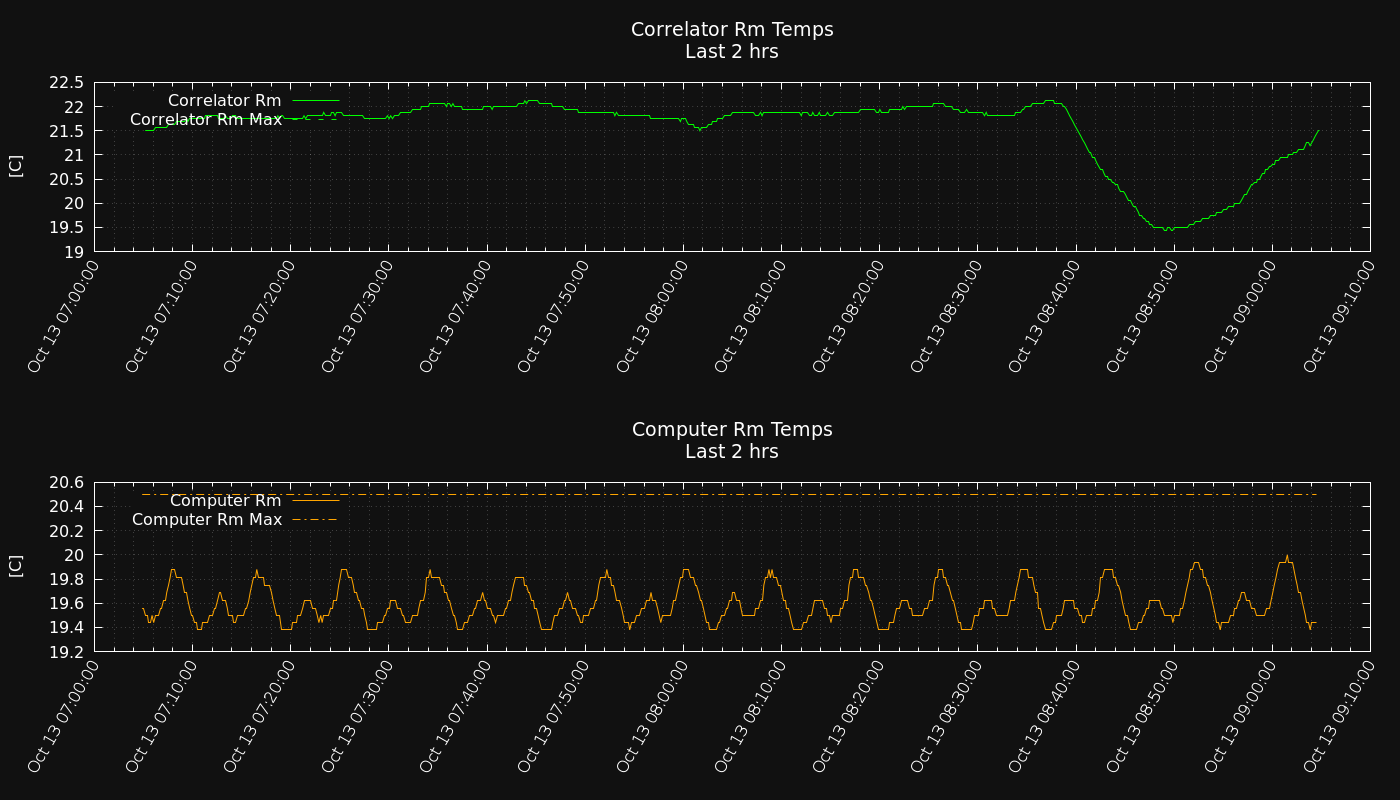 Correlator Rm Temps
Last 2 hrs
[C]
22.5
22
21.5
21
20.5
20
19.5
19
Correlator Rm
Correlator Rm Max
Oct 13 07:00:00
Oct 13 07:10:00
Oct 13 07:20:00
Oct 13 07:30:00
Oct 13 07:40:00
Oct 13 07:50:00
Oct 13 08:00:00
Oct 13 08:10:00
Oct 13 08:20:00
Oct 13 08:30:00
Oct 13 08:40:00
Oct 13 08:50:00
Oct 13 09:00:00
Oct 13 09:10:00
Computer Rm Temps
Last 2 hrs
[C]
20.6
20.4
20.2
20
19.8
19.6
19.4
19.2
Computer Rm
Computer Rm Max
Oct 13 07:00:00
Oct 13 07:10:00
Oct 13 07:20:00
Oct 13 07:30:00
Oct 13 07:40:00
Oct 13 07:50:00
Oct 13 08:00:00
Oct 13 08:10:00
Oct 13 08:20:00
Oct 13 08:30:00
Oct 13 08:40:00
Oct 13 08:50:00
Oct 13 09:00:00
Oct 13 09:10:00